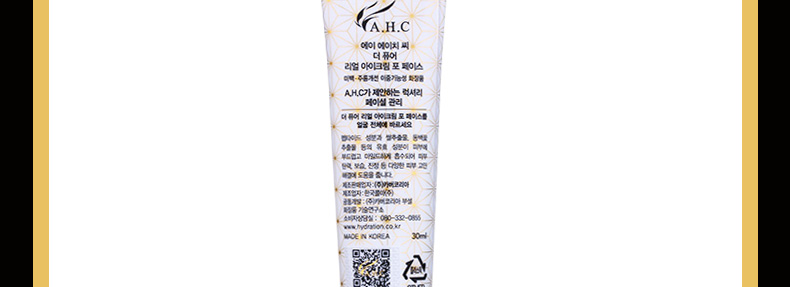 A.H.C
에이 에이치 씨
더 퓨어
리얼 아이크림 포 페이스
미백·주름개선 이중기능성 화장품
A.H.C가 제안하는 럭셔리
페이셜 관리
더 퓨어 리얼 아이크림 포 페이스를
얼굴 전체에 바르세요
펩타이드 성분과 쌀추출물, 동백꽃
추출물 등의 유효 성분이 피부에
부드럽고 마일드하게 흡수되어 피부
탄력, 보습, 진정 등 다양한 피부 고민
해결에 도움을 줍니다.
제조판매업자 : (주)카버코리아
제조업자 : 한국콜마(주)
공동개발 : (주)카버코리아 부설
화장품 기술연구소
소비자상담실 : 080-332-0855
www.hydration.co.kr
MADE IN KOREA 30ml